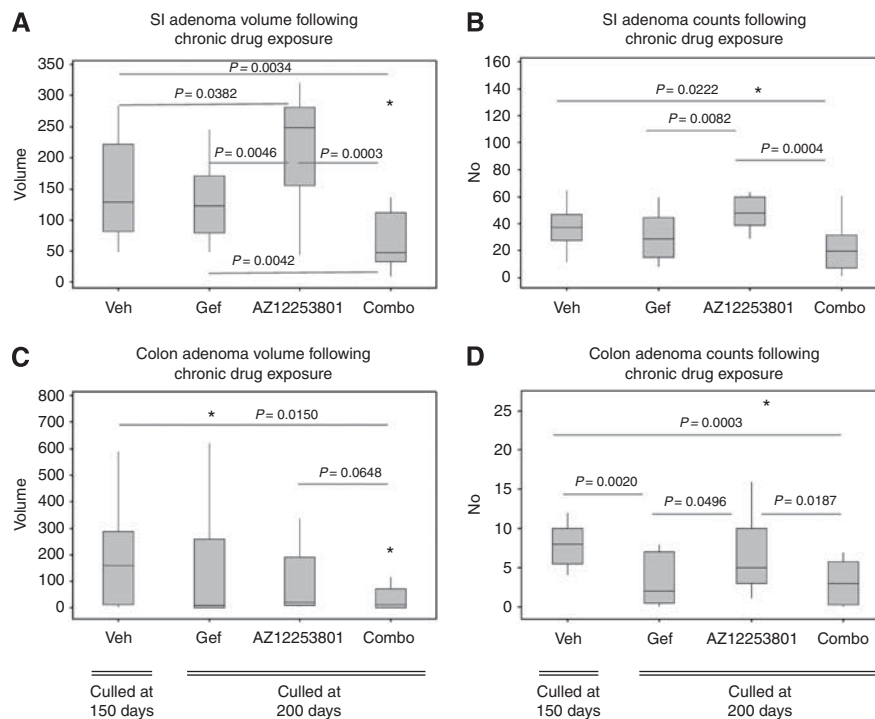 A
SI adenoma volume following
chronic drug exposure
Volume
350
300
250
200
150
100
50
0
P = 0.0034
P = 0.0382
*
P = 0.0046
P = 0.0003
P = 0.0042
Veh Gef AZ12253801 Combo
B
SI adenoma counts following
chronic drug exposure
No
160
140
120
100
80
60
40
20
0
P = 0.0222
*
P = 0.0082
P = 0.0004
Veh Gef AZ12253801 Combo
C
Colon adenoma volume following
chronic drug exposure
Volume
800
700
600
500
400
300
200
100
0
*
P = 0.0150
P = 0.0648
*
Veh Gef AZ12253801 Combo
Culled at
150 days
Culled at
200 days
D
Colon adenoma counts following
chronic drug exposure
No
25
20
15
10
5
0
*
P = 0.0003
P = 0.0020
P = 0.0496
P = 0.0187
Veh Gef AZ12253801 Combo
Culled at
150 days
Culled at
200 days